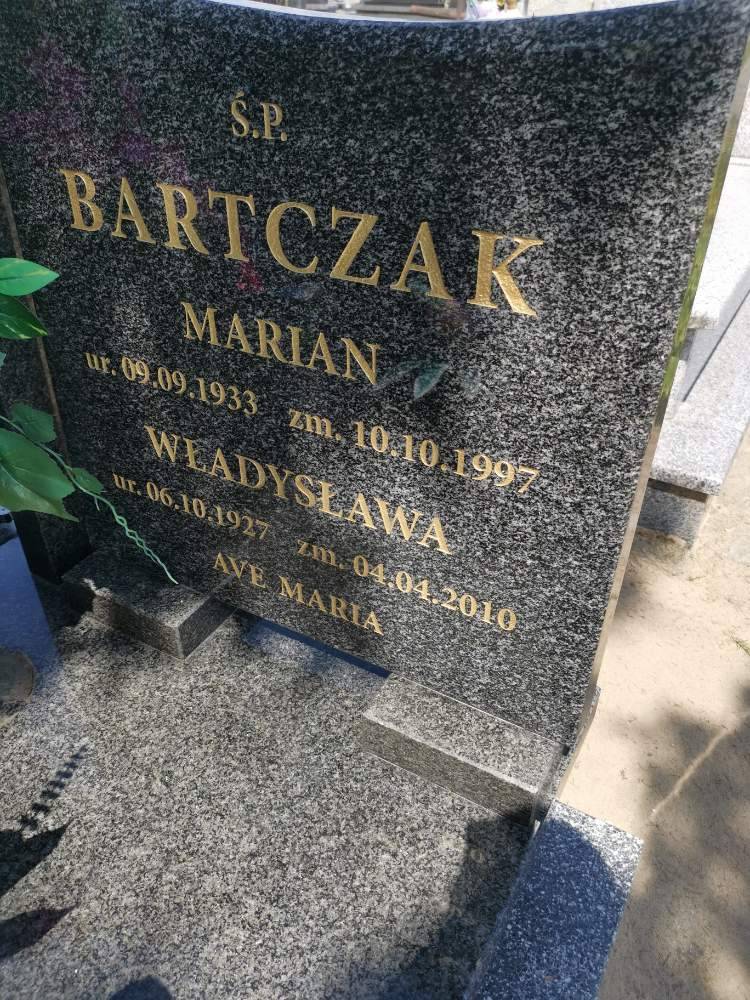 Ś.P.
BARTCZAK
MARIAN
ur. 09.09.1933 zm. 10.10.1997
WŁADYSŁAWA
ur. 06.10.1927 zm. 04.04.2010
AVE MARIA